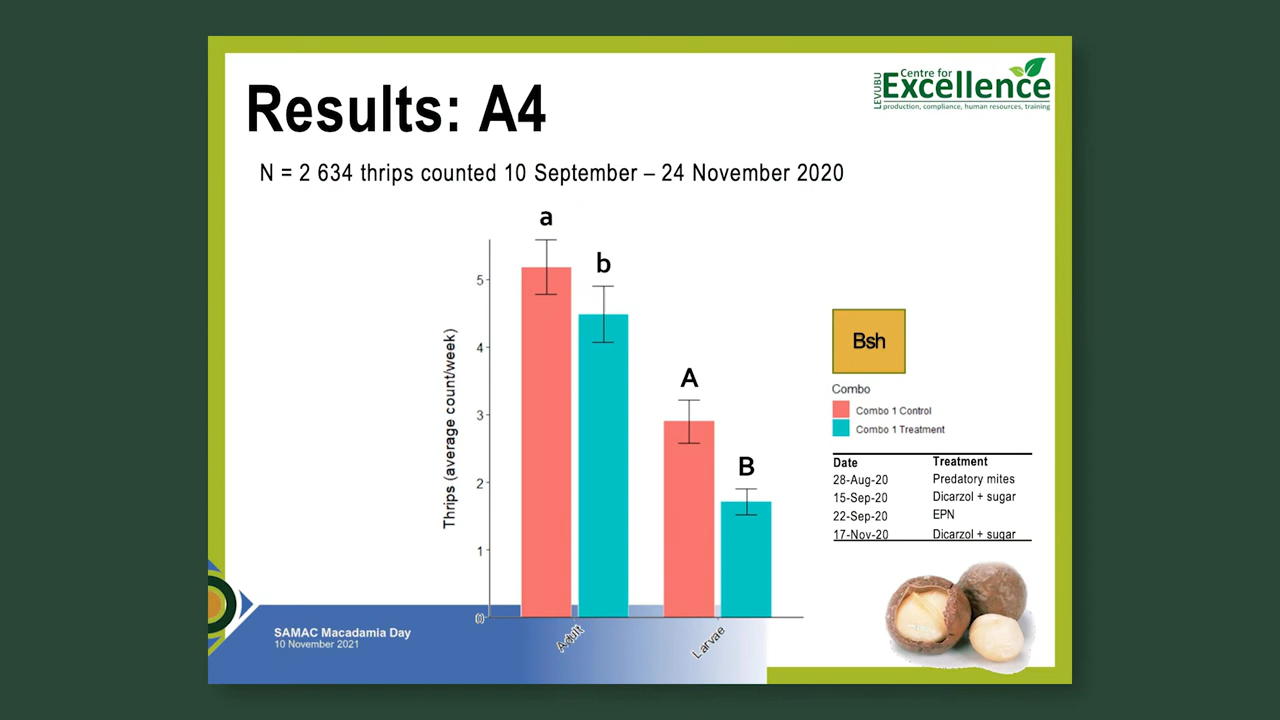 LEVUBU
Centre for
Excellence
production, compliance, human resources, training
Results: A4
N = 2 634 thrips counted 10 September – 24 November 2020
a
b
A
B
Thrips (average count/week)
5
4
3
2
1
0
Adult
Larvae
Bsh
Combo
Combo 1 Control
Combo 1 Treatment
Date Treatment
28-Aug-20 Predatory mites
15-Sep-20 Dicarzol + sugar
22-Sep-20 EPN
17-Nov-20 Dicarzol + sugar
SAMAC Macadamia Day
10 November 2021